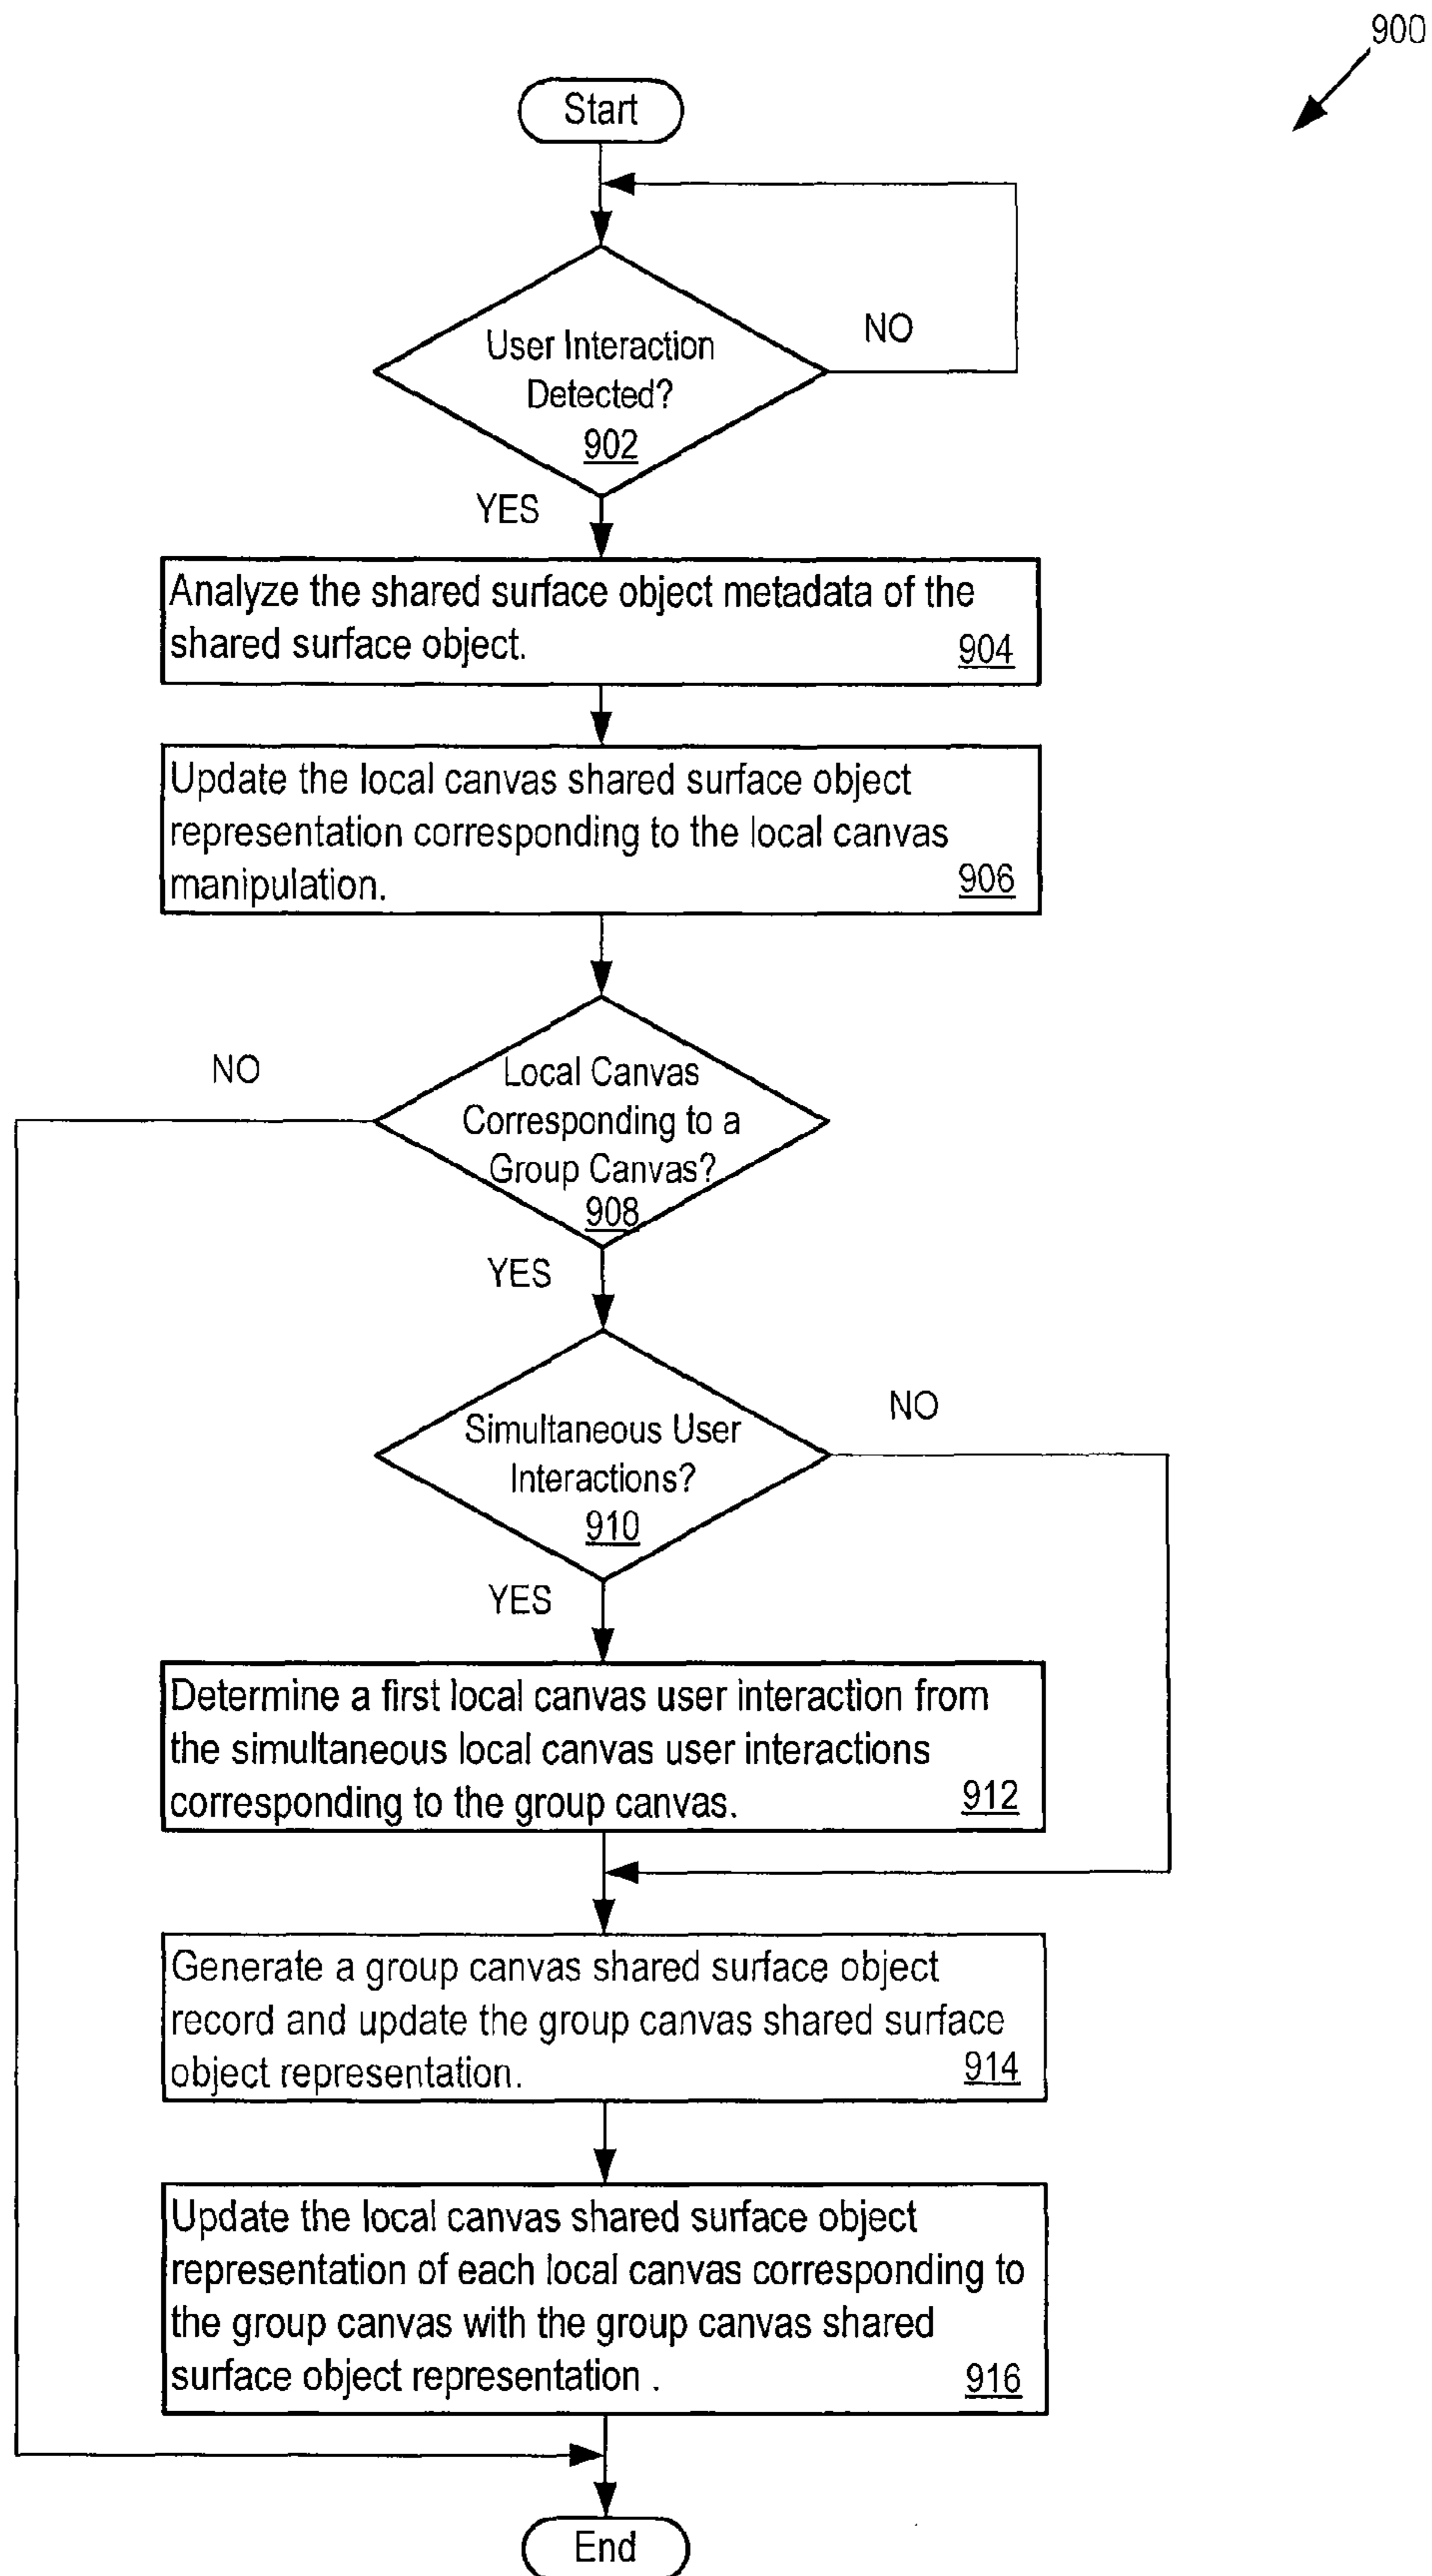 900
Start
User Interaction
Detected?
902
NO
YES
Analyze the shared surface object metadata of the
shared surface object.
904
Update the local canvas shared surface object
representation corresponding to the local canvas
manipulation.
906
Local Canvas
Corresponding to a
Group Canvas?
908
NO
YES
Simultaneous User
Interactions?
910
NO
YES
Determine a first local canvas user interaction from
the simultaneous local canvas user interactions
corresponding to the group canvas.
912
Generate a group canvas shared surface object
record and update the group canvas shared surface
object representation.
914
Update the local canvas shared surface object
representation of each local canvas corresponding to
the group canvas with the group canvas shared
surface object representation .
916
End